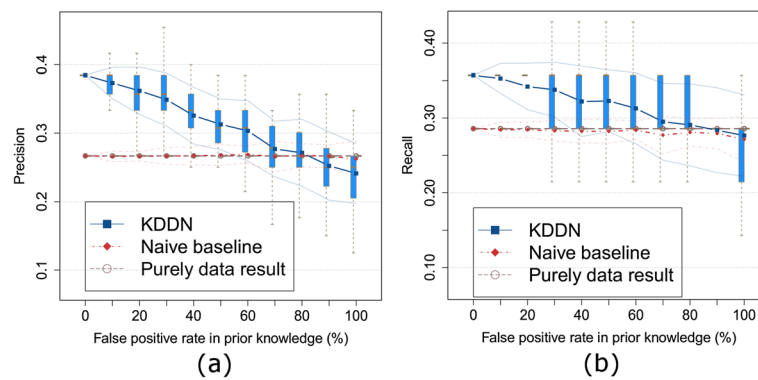 0.4
0.3
0.2
0.1
Precision
KDDN
Naive baseline
Purely data result
0 20 40 60 80 100
False positive rate in prior knowledge (%)
(a)
0.40
0.30
0.20
0.10
Recall
KDDN
Naive baseline
Purely data result
0 20 40 60 80 100
False positive rate in prior knowledge (%)
(b)